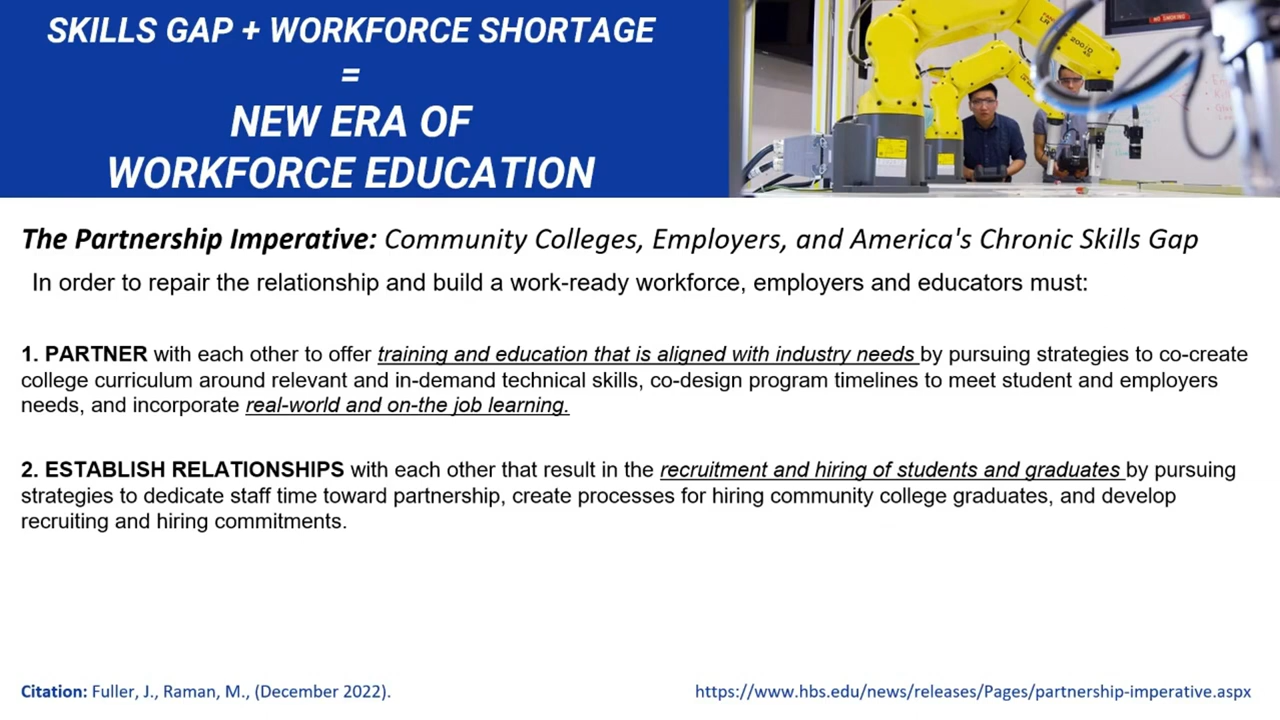 SKILLS GAP + WORKFORCE SHORTAGE
=
NEW ERA OF
WORKFORCE EDUCATION
NO SMOKING
The Partnership Imperative: Community Colleges, Employers, and America's Chronic Skills Gap
In order to repair the relationship and build a work-ready workforce, employers and educators must:
1. PARTNER with each other to offer training and education that is aligned with industry needs by pursuing strategies to co-create
college curriculum around relevant and in-demand technical skills, co-design program timelines to meet student and employers
needs, and incorporate real-world and on-the job learning.
2. ESTABLISH RELATIONSHIPS with each other that result in the recruitment and hiring of students and graduates by pursuing
strategies to dedicate staff time toward partnership, create processes for hiring community college graduates, and develop
recruiting and hiring commitments.
Citation: Fuller, J., Raman, M., (December 2022).
https://www.hbs.edu/news/releases/Pages/partnership-imperative.aspx